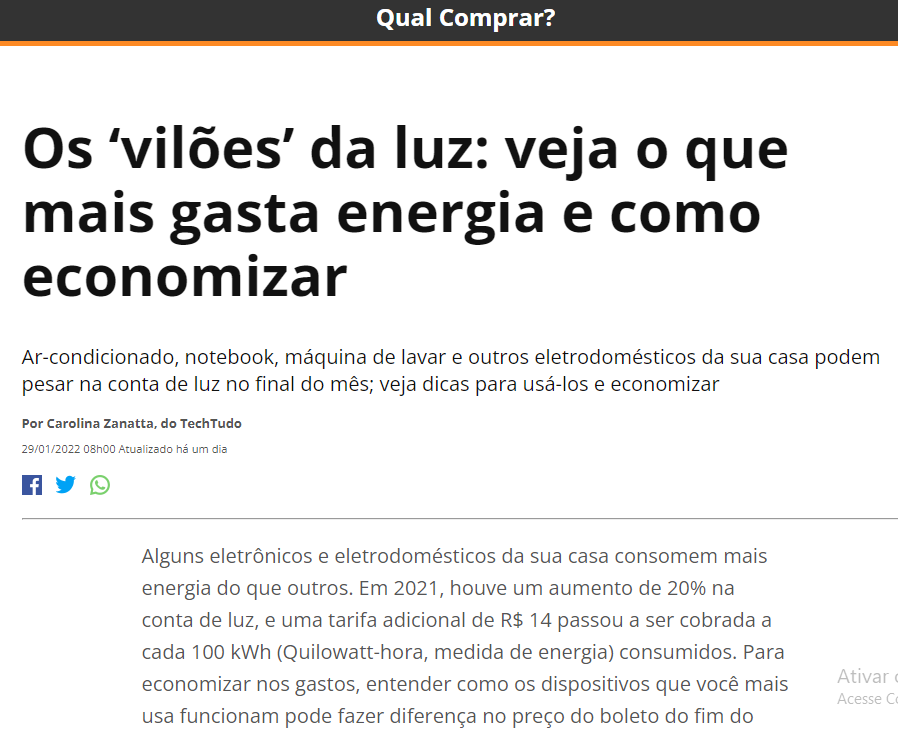 Qual Comprar?
Os ‘vilões’ da luz: veja o que
mais gasta energia e como
economizar
Ar-condicionado, notebook, máquina de lavar e outros eletrodomésticos da sua casa podem
pesar na conta de luz no final do mês; veja dicas para usá-los e economizar
Por Carolina Zanatta, do TechTudo
29/01/2022 08h00 Atualizado há um dia
Alguns eletrônicos e eletrodomésticos da sua casa consomem mais
energia do que outros. Em 2021, houve um aumento de 20% na
conta de luz, e uma tarifa adicional de R$ 14 passou a ser cobrada a
cada 100 kWh (Quilowatt-hora, medida de energia) consumidos. Para
economizar nos gastos, entender como os dispositivos que você mais
usa funcionam pode fazer diferença no preço do boleto do fim do
Ativar
Acesse